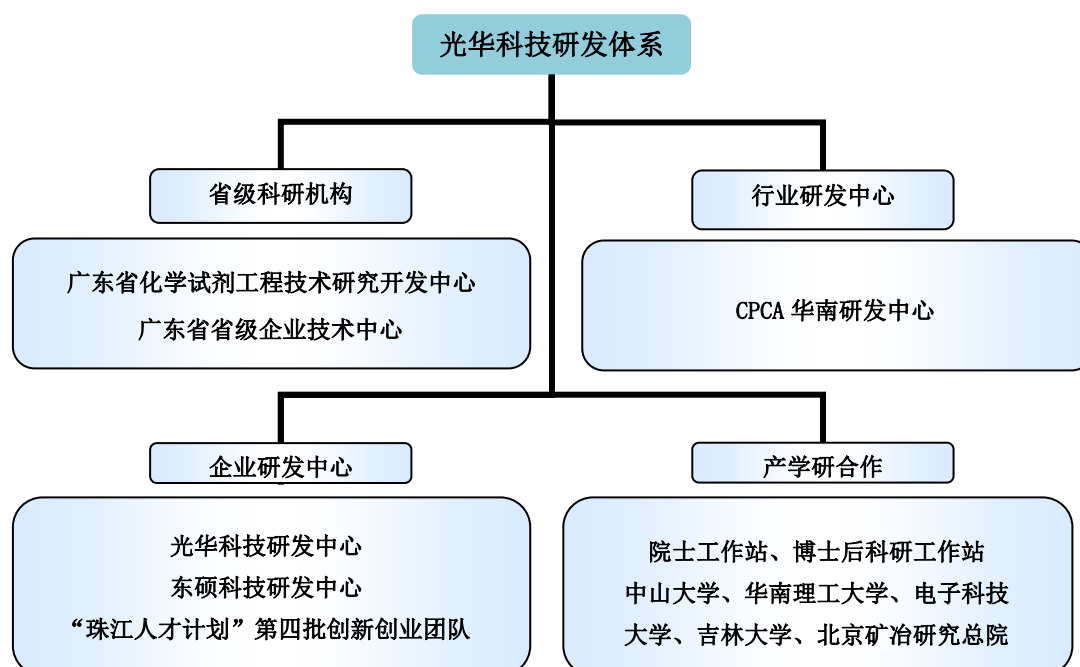 光华科技研发体系
省级科研机构
行业研发中心
广东省化学试剂工程技术研究开发中心
广东省省级企业技术中心
CPCA 华南研发中心
企业研发中心
产学研合作
光华科技研发中心
东硕科技研发中心
“珠江人才计划”第四批创新创业团队
院士工作站、博士后科研工作站
中山大学、华南理工大学、电子科技
大学、吉林大学、北京矿冶研究总院